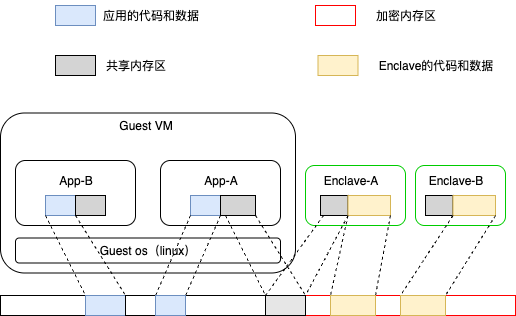 应用的代码和数据
加密内存区
共享内存区
Enclave的代码和数据
Guest VM
App-B
App-A
Enclave-A
Enclave-B
Guest os（linux）